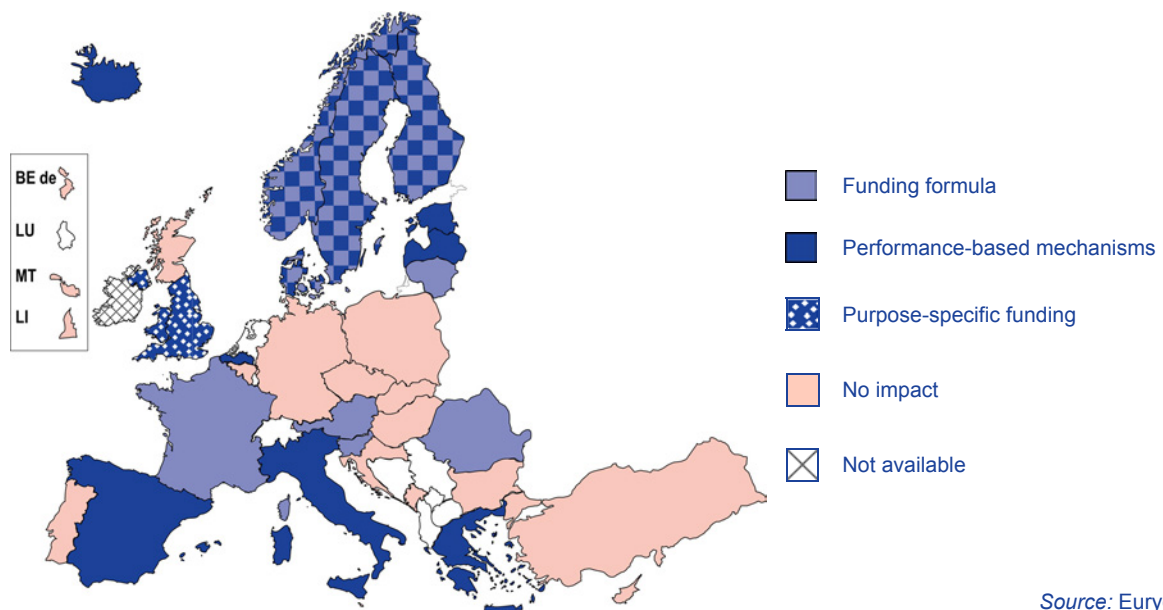 BE de
LU
MT
LI
Funding formula
Performance-based mechanisms
Purpose-specific funding
No impact
Not available
Source: Eury